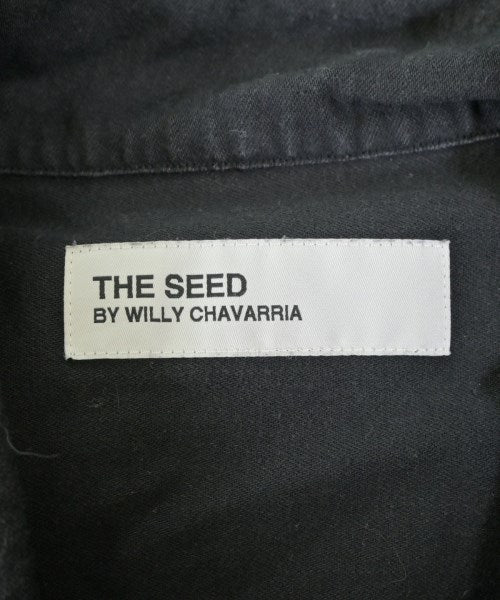 THE SEED
BY WILLY CHAVARRIA